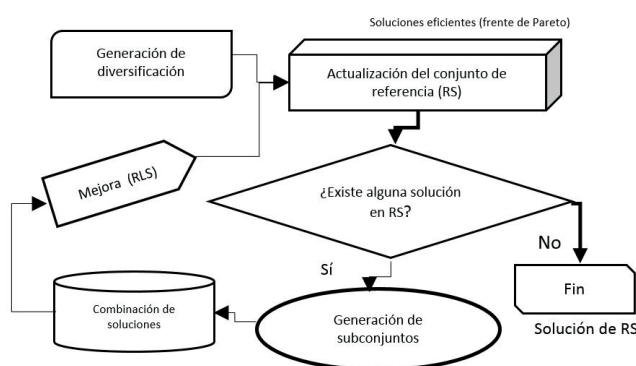 Soluciones eficientes (frente de Pareto)
Generación de
diversificación
Actualización del conjunto de
referencia (RS)
Mejora (RLS)
¿Existe alguna solución
en RS?
No
Sí
Fin
Combinación de
soluciones
Generación de
subconjuntos
Solución de RS